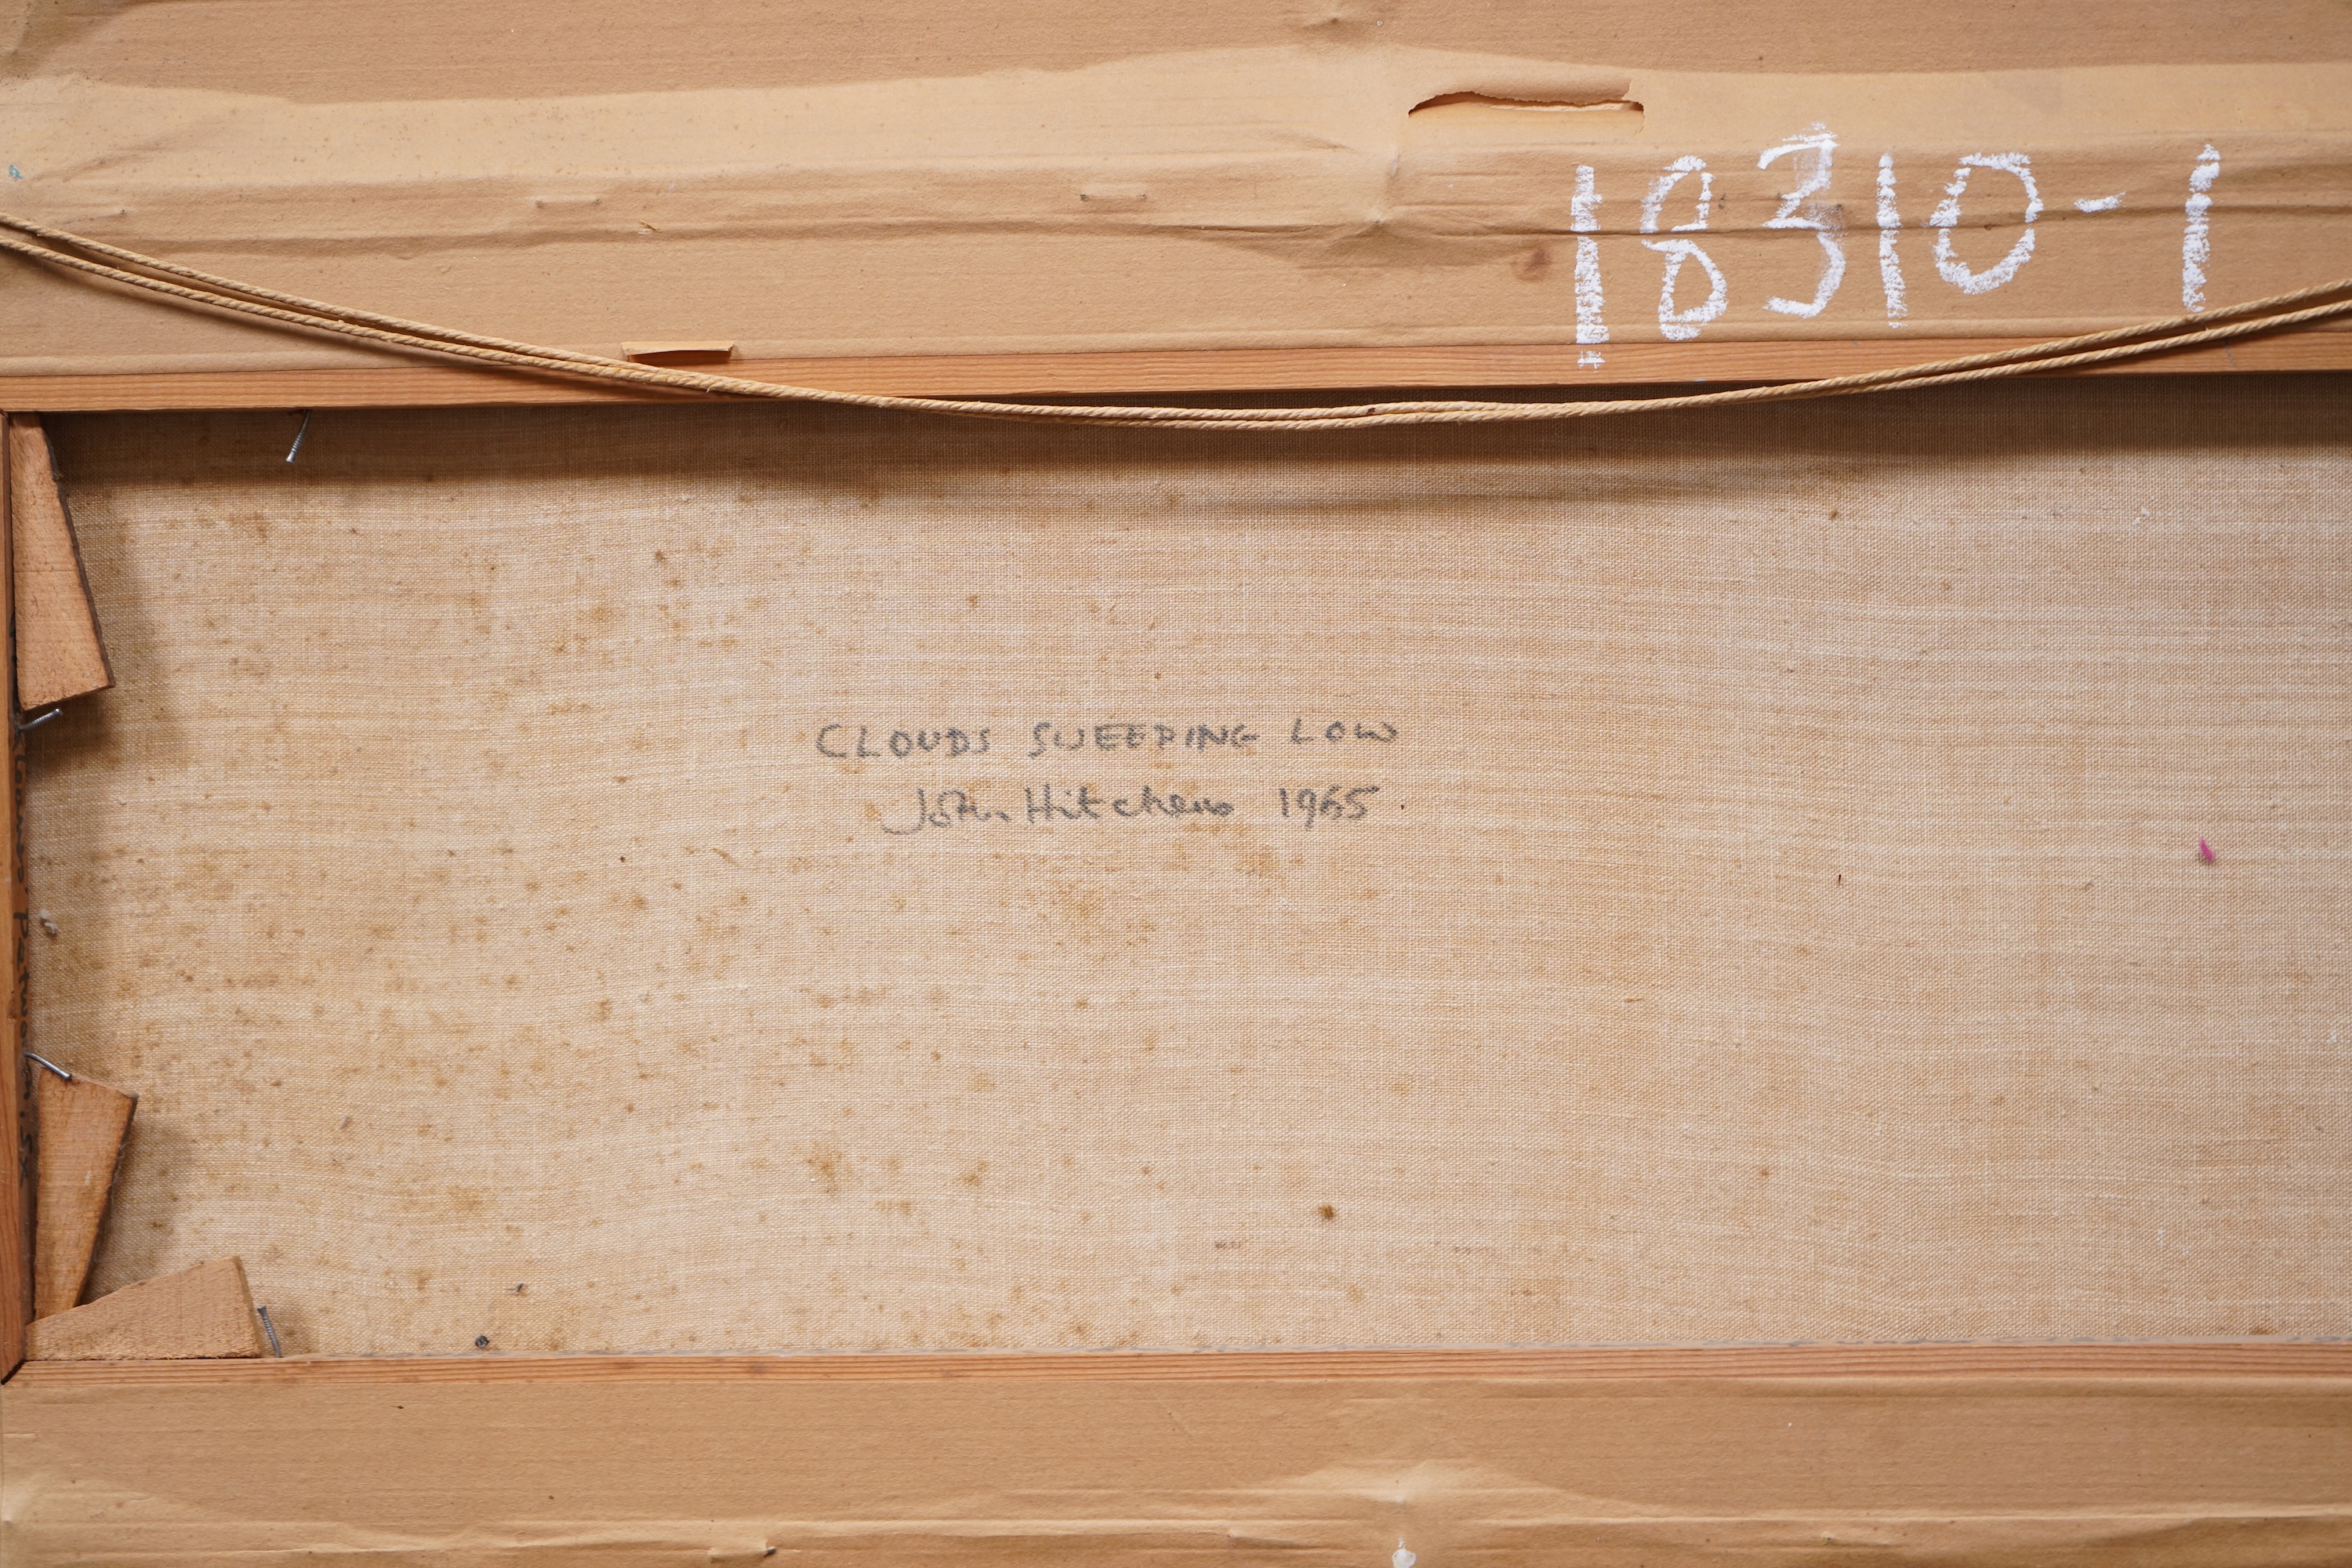 18310-1
CLOUDS SWEEPING LOW
John Hitchens 1965